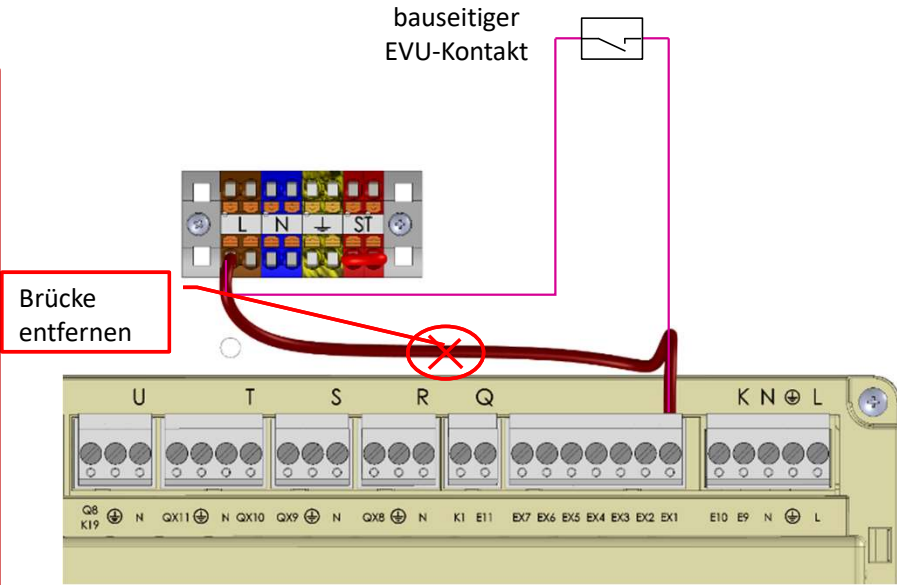 bauseitiger
EVU-Kontakt
L N ST
Brücke
entfernen
U T S R Q K N L
Q8 N QX11 N QX10 QX9 N QX8 N K1 E11 EX7 EX6 EX5 EX4 EX3 EX2 EX1 E10 E9 N L
K19